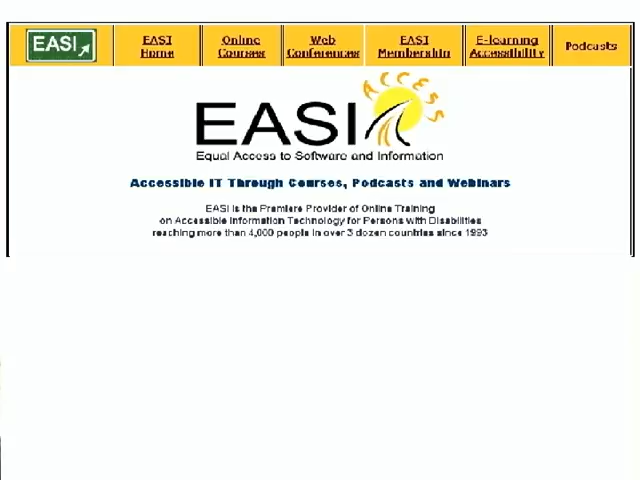 EASI
EASI Home
Online Courses
Web Conferences
EASI Membership
E-learning Accessibility
Podcasts
ACCESS
EASI
Equal Access to Software and Information
Accessible IT Through Courses, Podcasts and Webinars
EASI is the Premiere Provider of Online Training
on Accessible Information Technology for Persons with Disabilities
reaching more than 4,000 people in over 3 dozen countries since 1993